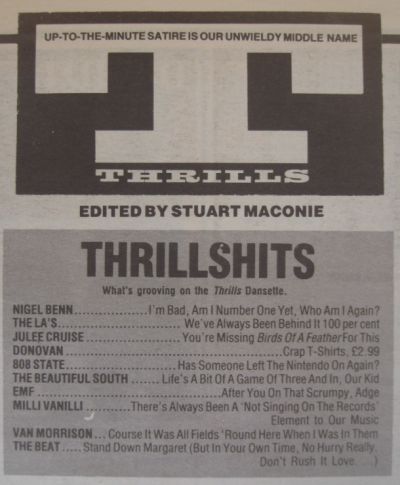 UP-TO-THE-MINUTE SATIRE IS OUR UNWIELDY MIDDLE NAME
T
THRILLS
EDITED BY STUART MACONIE
THRILLSHITS
What's grooving on the Thrills Dansette.
NIGEL BENN.................I'm Bad, Am I Number One Yet, Who Am I Again?
THE LA'S.........................We've Always Been Behind It 100 per cent
JULEE CRUISE.................You're Missing Birds Of A Feather For This
DONOVAN........................................Crap T-Shirts, £2.99
808 STATE......................Has Someone Left The Nintendo On Again?
THE BEAUTIFUL SOUTH .......Life's A Bit Of A Game Of Three And In, Our Kid
EMF ....................................After You On That Scrumpy, Adge
MILLI VANILLI ............There's Always Been A 'Not Singing On The Records'
Element to Our Music
VAN MORRISON... Course It Was All Fields 'Round Here When I Was In Them
THE BEAT..... Stand Down Margaret (But In Your Own Time, No Hurry Really.
Don't Rush It Love. . .)